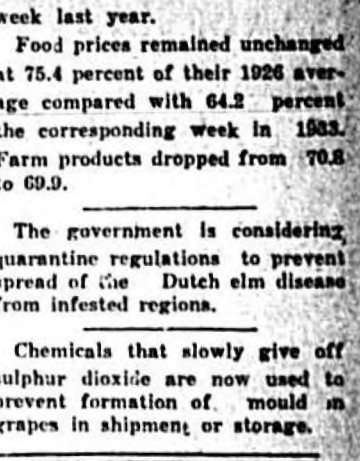 week last year.
Food prices remained unchanged
at 75.4 percent of their 1926 aver-
age compared with 64.2 percent
the corresponding week in 1933.
Farm products dropped from 70.8
to 69.9.
The government is considering
quarantine regulations to prevent
spread of the Dutch elm disease
from infested regions.
Chemicals that slowly give off
sulphur dioxide are now used to
prevent formation of mould in
grapes in shipment or storage.